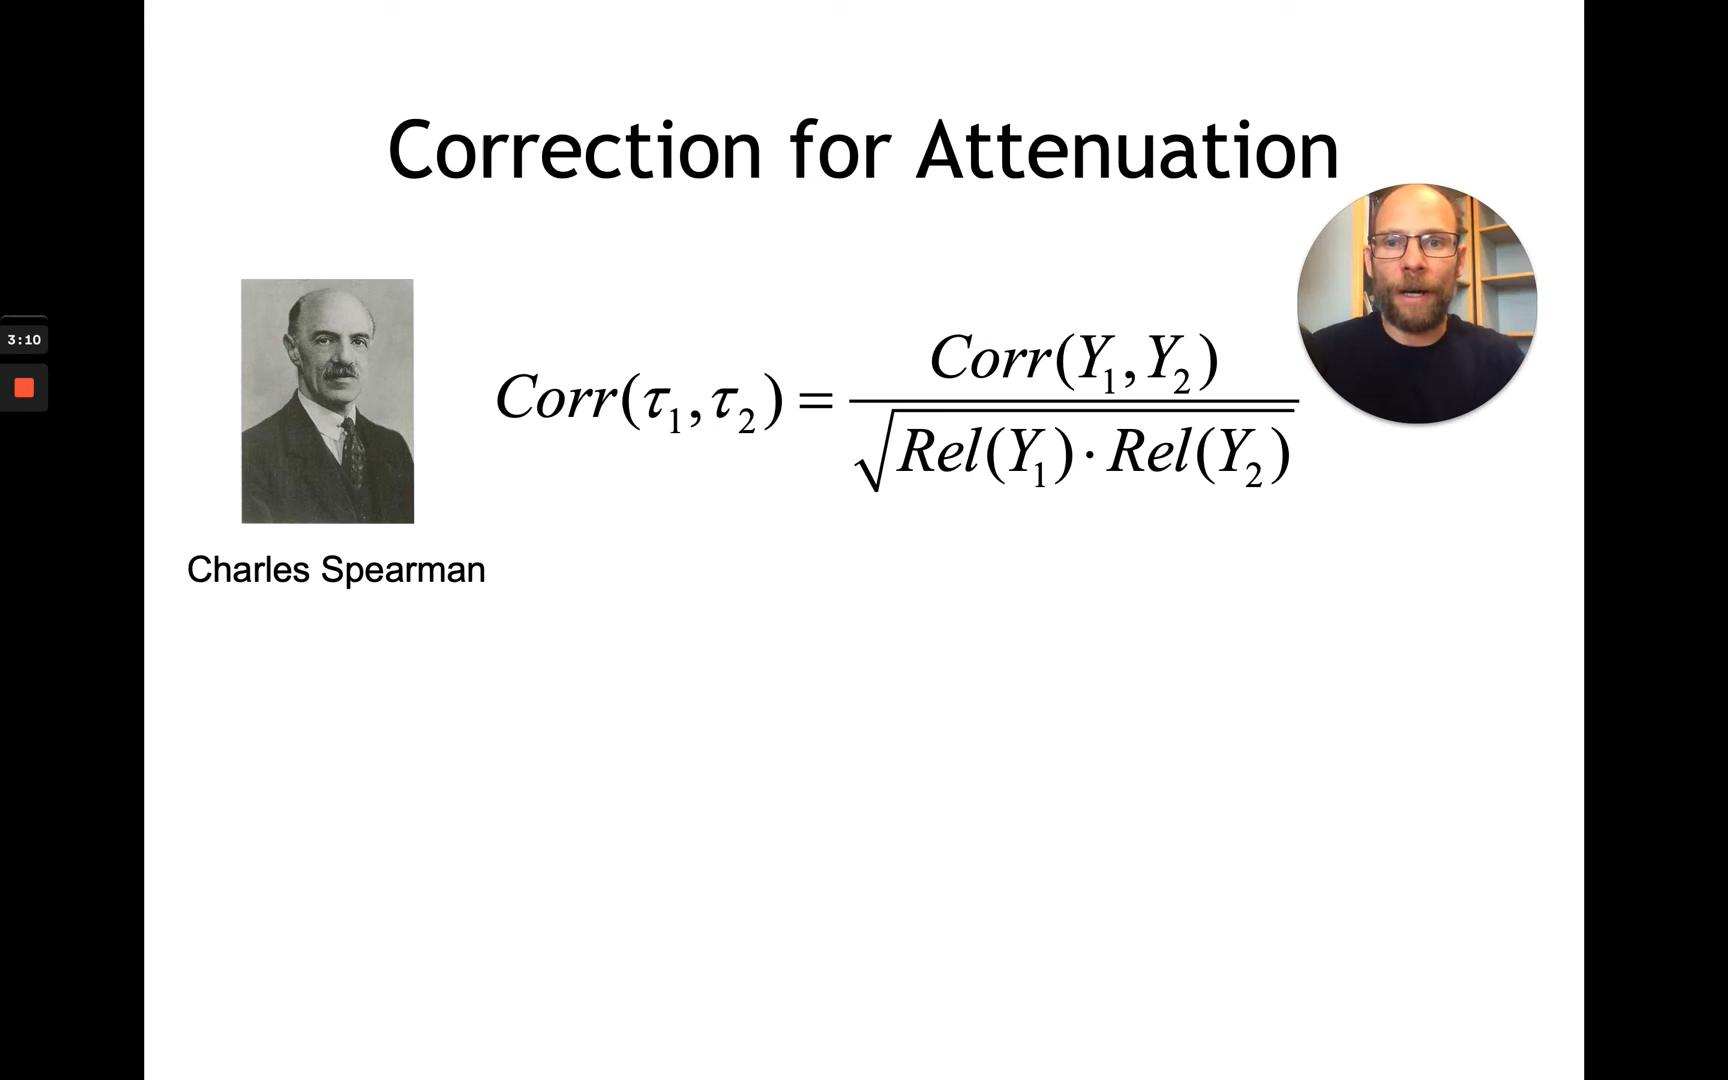 Correction for Attenuation
3:10
Corr(τ₁,τ₂) = Corr(Y₁,Y₂) / √Rel(Y₁)·Rel(Y₂)
Charles Spearman